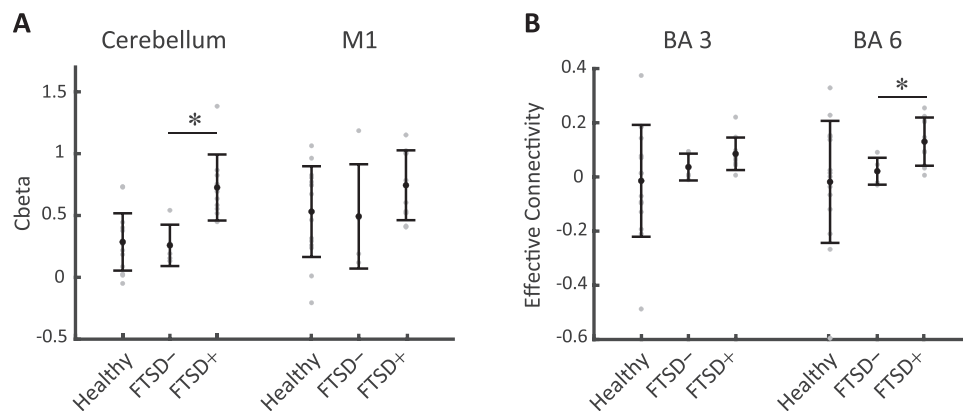 A
Cerebellum M1
Cbeta
1.5
1
0.5
0
-0.5
*
Healthy FTSD− FTSD+ Healthy FTSD− FTSD+
B
BA 3 BA 6
Effective Connectivity
0.4
0.2
0
-0.2
-0.4
-0.6
*
Healthy FTSD− FTSD+ Healthy FTSD− FTSD+